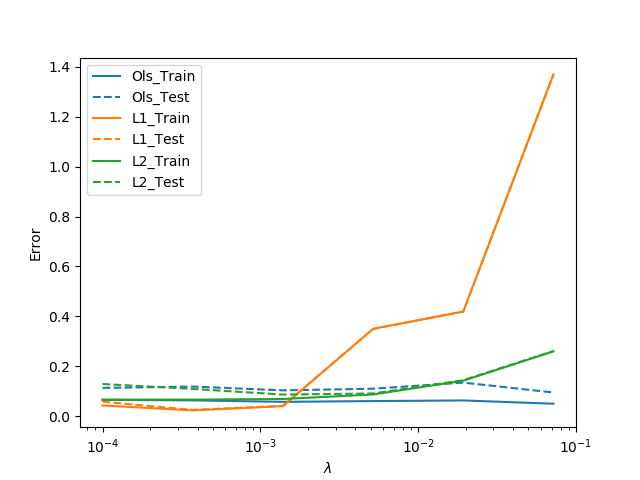 1.4
1.2
1.0
0.8
0.6
0.4
0.2
0.0
Error
Ols_Train
Ols_Test
L1_Train
L1_Test
L2_Train
L2_Test
10⁻⁴ 10⁻³ 10⁻² 10⁻¹
λ